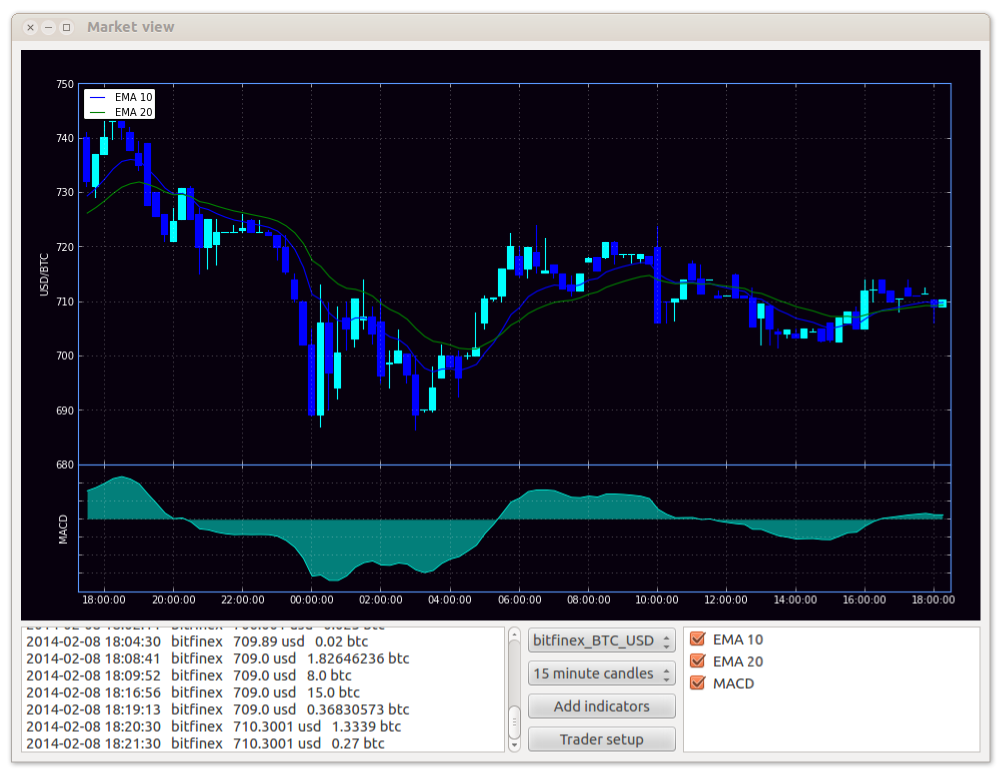 Market view
750
EMA 10
EMA 20
740
730
720
USD/BTC
710
700
690
680
MACD
18:00:00 20:00:00 22:00:00 00:00:00 02:00:00 04:00:00 06:00:00 08:00:00 10:00:00 12:00:00 14:00:00 16:00:00 18:00:00
2014-02-08 18:04:30 bitfinex 709.89 usd 0.02 btc
2014-02-08 18:08:41 bitfinex 709.0 usd 1.82646236 btc
2014-02-08 18:09:52 bitfinex 709.0 usd 8.0 btc
2014-02-08 18:16:56 bitfinex 709.0 usd 15.0 btc
2014-02-08 18:19:13 bitfinex 709.0 usd 0.36830573 btc
2014-02-08 18:20:30 bitfinex 710.3001 usd 1.3339 btc
2014-02-08 18:21:30 bitfinex 710.3001 usd 0.27 btc
bitfinex_BTC_USD
15 minute candles
Add indicators
Trader setup
EMA 10
EMA 20
MACD